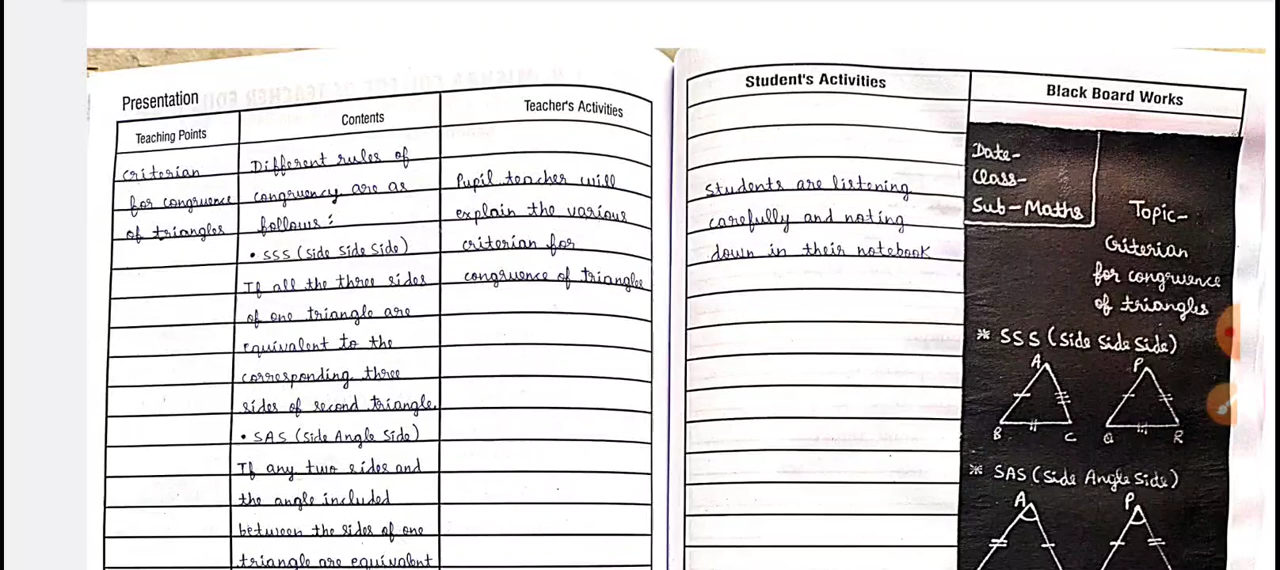 Presentation
Teaching Points
Contents
Teacher's Activities
criterian
for congruence
of triangles
Different rules of
congruency are as
follows:
• SSS (Side Side Side)
If all the three sides
of one triangle are
equivalent to the
corresponding three
sides of second triangle.
• SAS (Side Angle Side)
If any two sides and
the angle included
between the sides of one
triangle are equivalent
Pupil teacher will
explain the various
criterian for
congruence of triangles
Student's Activities
Black Board Works
Students are listening
carefully and noting
down in their notebook
Date-
Class-
Sub-Maths
Topic-
Criterian
for congruence
of triangles
* SSS (Side Side Side)
A
P
B
C
Q
R
* SAS (Side Angle Side)
A
P